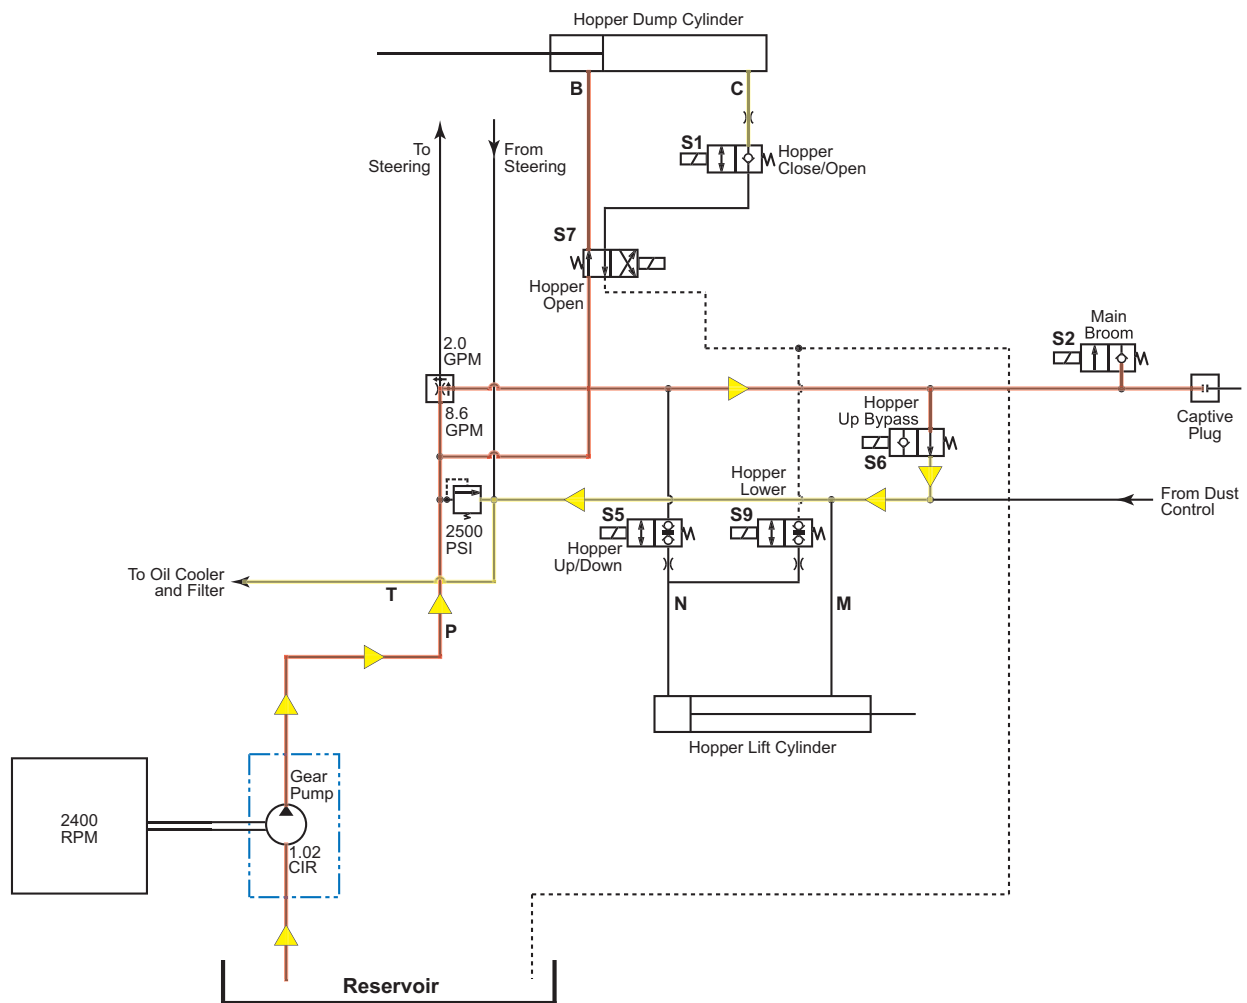 Hopper Dump Cylinder
B
C
S1
Hopper
Close/Open
To
Steering
From
Steering
S7
Hopper
Open
Main
Broom
S2
2.0
GPM
8.6
GPM
Hopper
Up Bypass
S6
Captive
Plug
Hopper
Lower
From Dust
Control
2500
PSI
S5
Hopper
Up/Down
S9
To Oil Cooler
and Filter
T
P
N
M
Hopper Lift Cylinder
Gear
Pump
2400
RPM
1.02
CIR
Reservoir